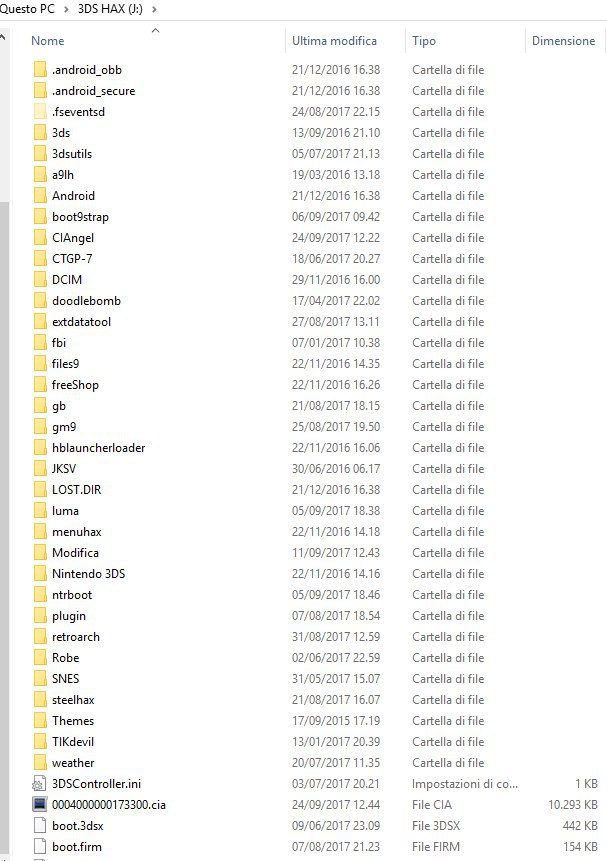 Questo PC > 3DS HAX (J:) >
Nome Ultima modifica Tipo Dimensione
.android_obb 21/12/2016 16.38 Cartella di file
.android_secure 21/12/2016 16.38 Cartella di file
.fseventsd 24/08/2017 22.15 Cartella di file
3ds 13/09/2016 21.10 Cartella di file
3dsutils 05/07/2017 21.13 Cartella di file
a9lh 19/03/2016 13.18 Cartella di file
Android 21/12/2016 16.38 Cartella di file
boot9strap 06/09/2017 09.42 Cartella di file
CIAngel 24/09/2017 12.22 Cartella di file
CTGP-7 18/06/2017 20.27 Cartella di file
DCIM 29/11/2016 16.00 Cartella di file
doodlebomb 17/04/2017 22.02 Cartella di file
extdatatool 27/08/2017 13.11 Cartella di file
fbi 07/01/2017 10.38 Cartella di file
files9 22/11/2016 14.35 Cartella di file
freeShop 22/11/2016 16.26 Cartella di file
gb 21/08/2017 18.15 Cartella di file
gm9 25/08/2017 19.50 Cartella di file
hblauncherloader 22/11/2016 16.06 Cartella di file
JKSV 30/06/2016 06.17 Cartella di file
LOST.DIR 21/12/2016 16.38 Cartella di file
luma 05/09/2017 18.38 Cartella di file
menuhax 22/11/2016 14.18 Cartella di file
Modifica 11/09/2017 12.43 Cartella di file
Nintendo 3DS 22/11/2016 14.16 Cartella di file
ntrboot 05/09/2017 18.46 Cartella di file
plugin 07/08/2017 18.54 Cartella di file
retroarch 31/08/2017 12.59 Cartella di file
Robe 02/06/2017 22.59 Cartella di file
SNES 31/05/2017 15.07 Cartella di file
steelhax 21/08/2017 16.07 Cartella di file
Themes 17/09/2015 17.19 Cartella di file
TIKdevil 13/01/2017 20.39 Cartella di file
weather 20/07/2017 11.35 Cartella di file
3DSController.ini 03/07/2017 20.21 Impostazioni di co... 1 KB
0004000000173300.cia 24/09/2017 12.44 File CIA 10.293 KB
boot.3dsx 09/06/2017 23.09 File 3DSX 442 KB
boot.firm 07/08/2017 21.23 File FIRM 154 KB